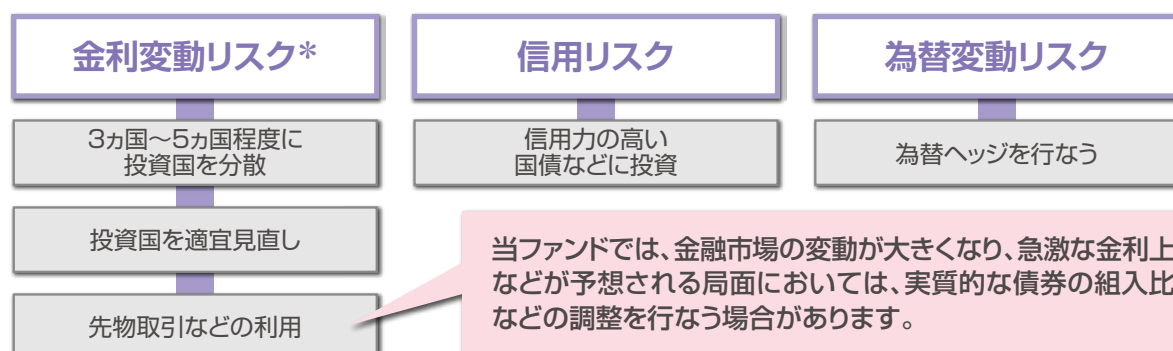 金利変動リスク*
信用リスク
為替変動リスク
3ヵ国～5ヵ国程度に
投資国を分散
信用力の高い
国債などに投資
為替ヘッジを行なう
投資国を適宜見直し
先物取引などの利用
当ファンドでは、金融市場の変動が大きくなり、急激な金利上
などが予想される局面においては、実質的な債券の組入比
などの調整を行なう場合があります。